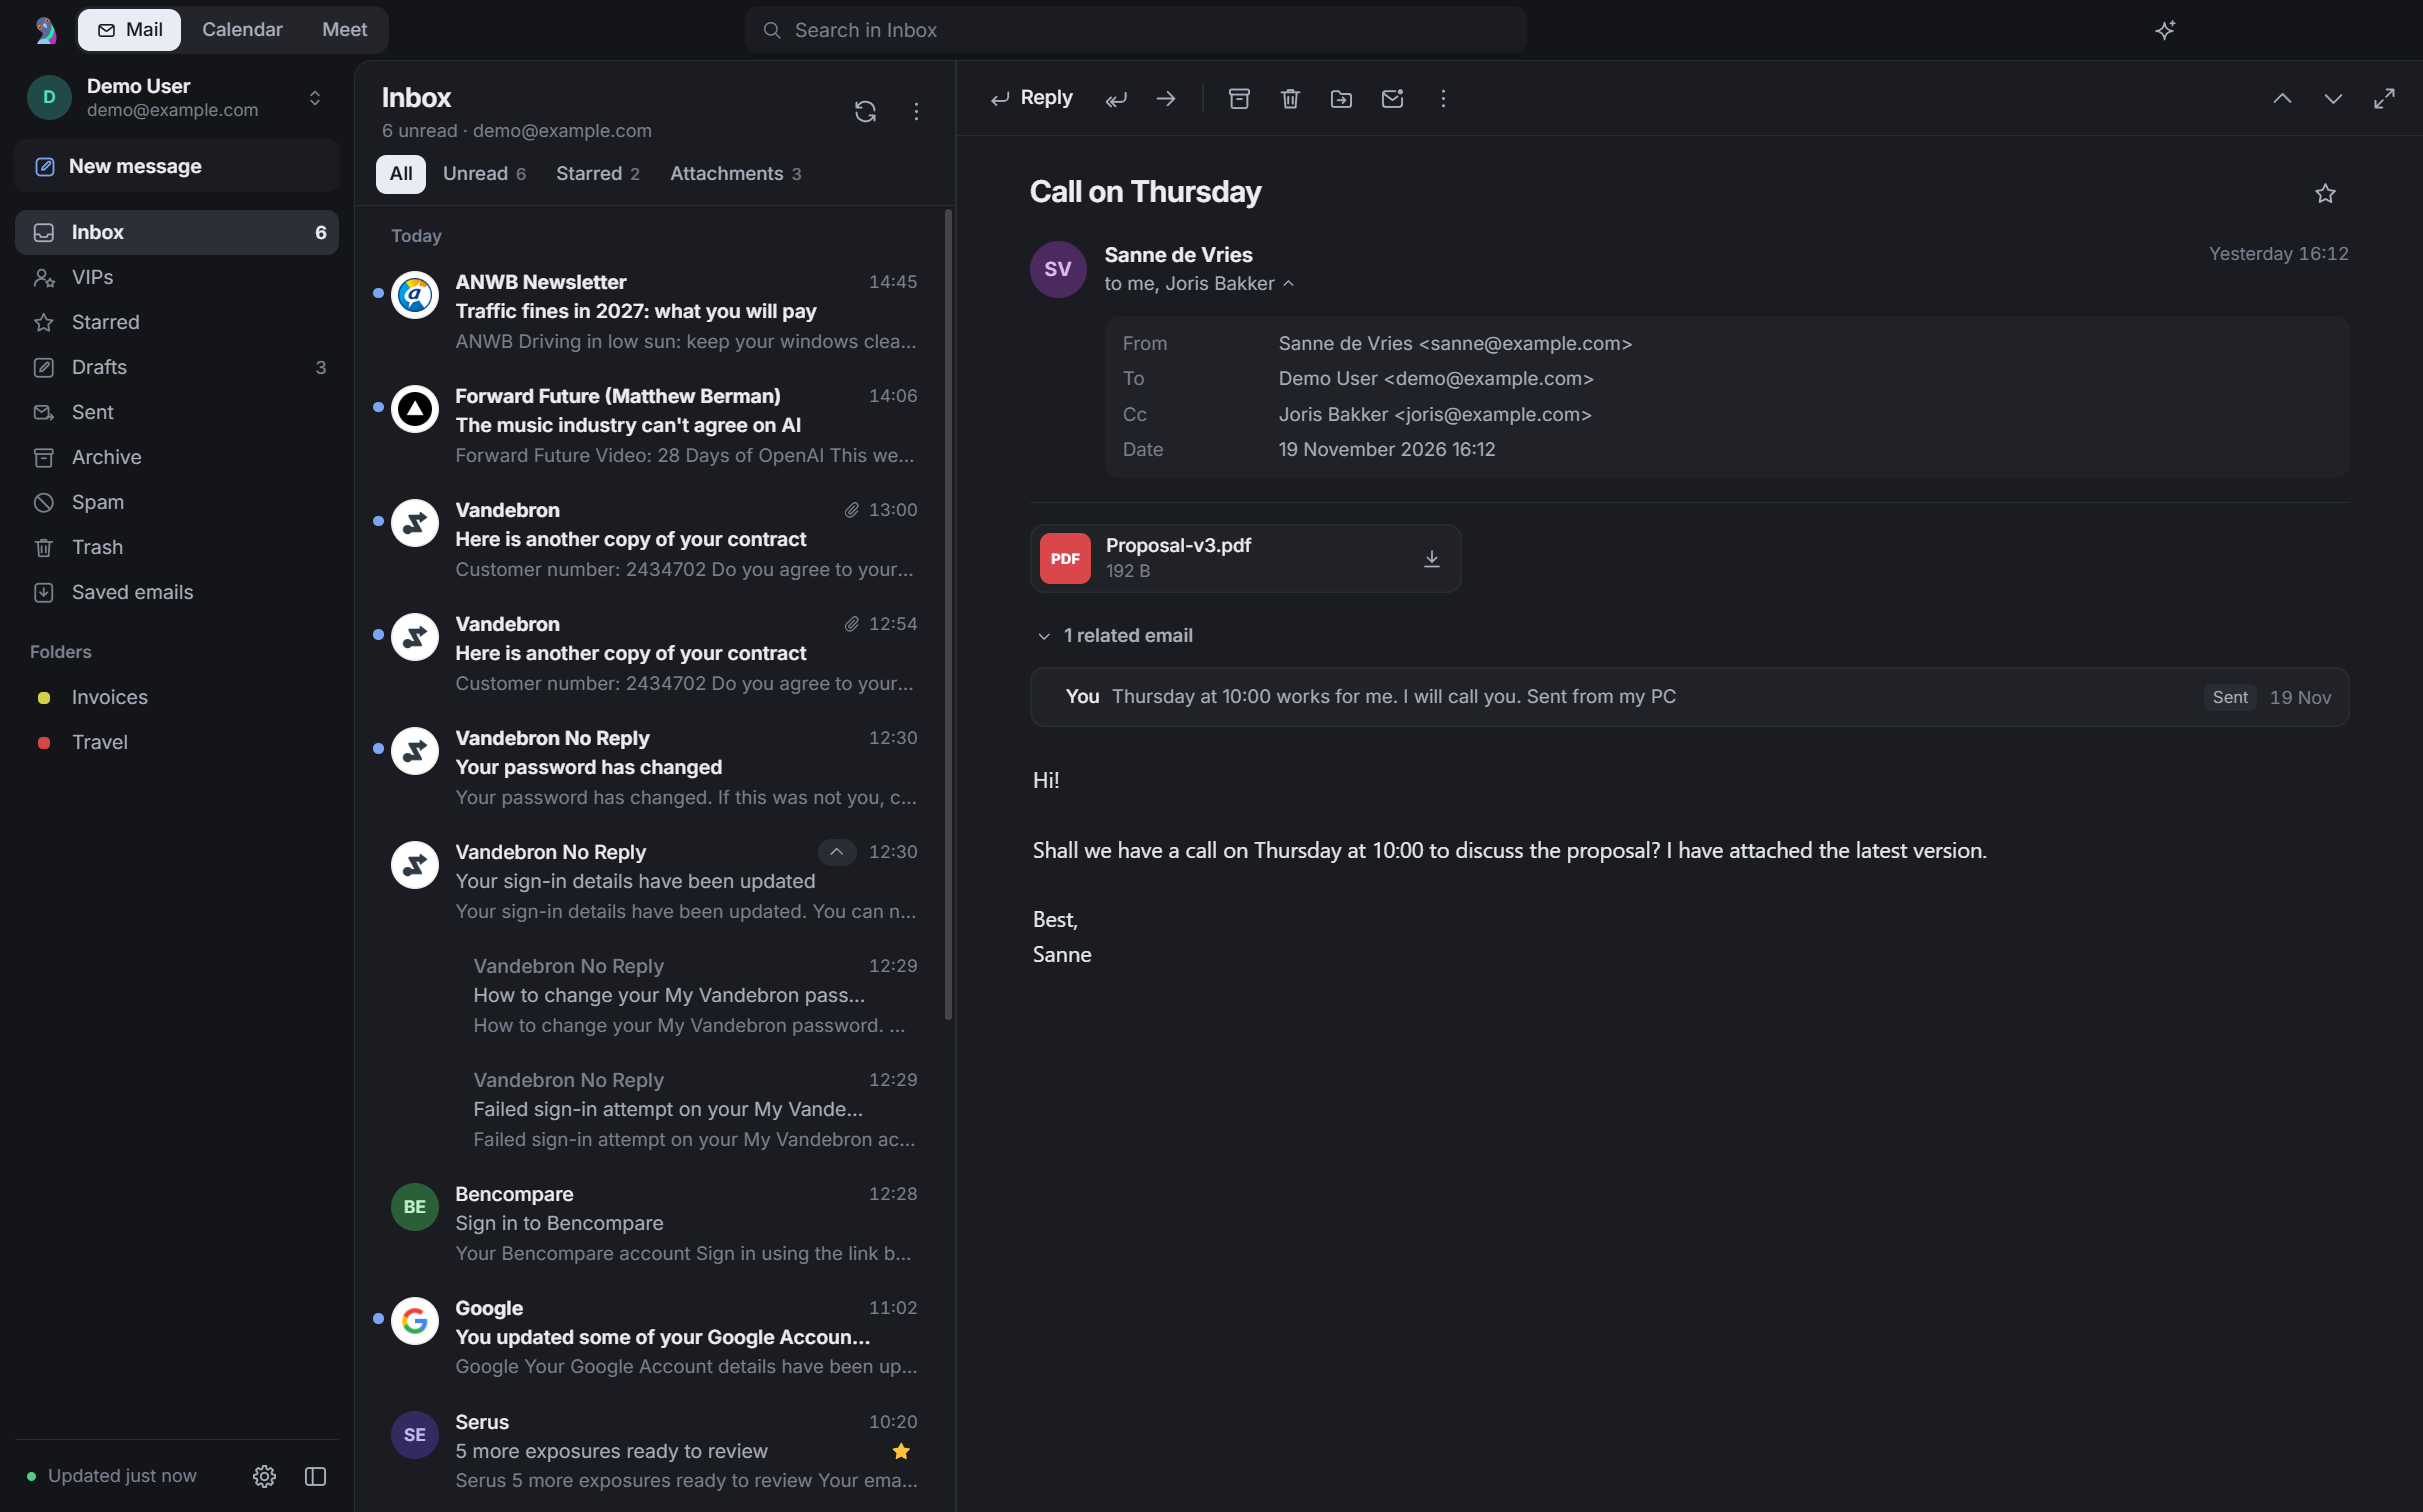 Mail Calendar Meet
Search in Inbox
D
Demo User
demo@example.com
New message
Inbox 6
VIPs
Starred
Drafts 3
Sent
Archive
Spam
Trash
Saved emails
Folders
Invoices
Travel
Updated just now
Inbox
6 unread · demo@example.com
All Unread 6 Starred 2 Attachments 3
Today
ANWB Newsletter 14:45
Traffic fines in 2027: what you will pay
ANWB Driving in low sun: keep your windows clea...
Forward Future (Matthew Berman) 14:06
The music industry can't agree on AI
Forward Future Video: 28 Days of OpenAI This we...
Vandebron 13:00
Here is another copy of your contract
Customer number: 2434702 Do you agree to your...
Vandebron 12:54
Here is another copy of your contract
Customer number: 2434702 Do you agree to your...
Vandebron No Reply 12:30
Your password has changed
Your password has changed. If this was not you, c...
Vandebron No Reply 12:30
Your sign-in details have been updated
Your sign-in details have been updated. You can n...
Vandebron No Reply 12:29
How to change your My Vandebron pass...
How to change your My Vandebron password. ...
Vandebron No Reply 12:29
Failed sign-in attempt on your My Vande...
Failed sign-in attempt on your My Vandebron ac...
BE
Bencompare 12:28
Sign in to Bencompare
Your Bencompare account Sign in using the link b...
Google 11:02
You updated some of your Google Accoun...
Google Your Google Account details have been up...
SE
Serus 10:20
5 more exposures ready to review
Serus 5 more exposures ready to review Your ema...
Reply
Call on Thursday
SV
Sanne de Vries Yesterday 16:12
to me, Joris Bakker
From Sanne de Vries <sanne@example.com>
To Demo User <demo@example.com>
Cc Joris Bakker <joris@example.com>
Date 19 November 2026 16:12
PDF
Proposal-v3.pdf
192 B
1 related email
You Thursday at 10:00 works for me. I will call you. Sent from my PC Sent 19 Nov
Hi!
Shall we have a call on Thursday at 10:00 to discuss the proposal? I have attached the latest version.
Best,
Sanne